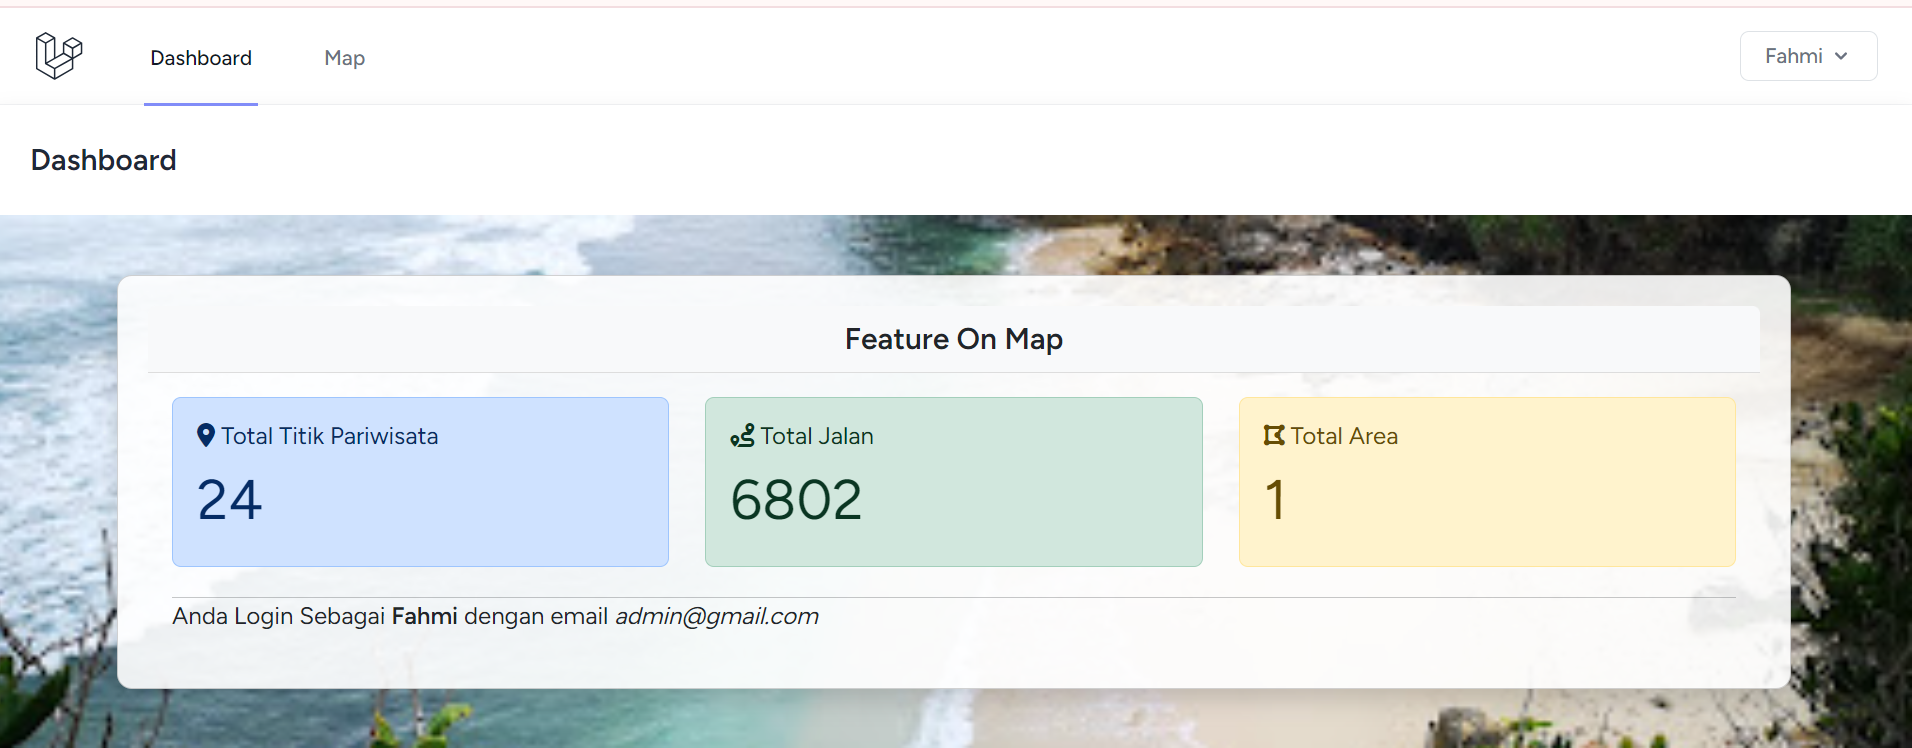 Dashboard
Map
Fahmi
Dashboard
Feature On Map
Total Titik Pariwisata
24
Total Jalan
6802
Total Area
1
Anda Login Sebagai Fahmi dengan email admin@gmail.com